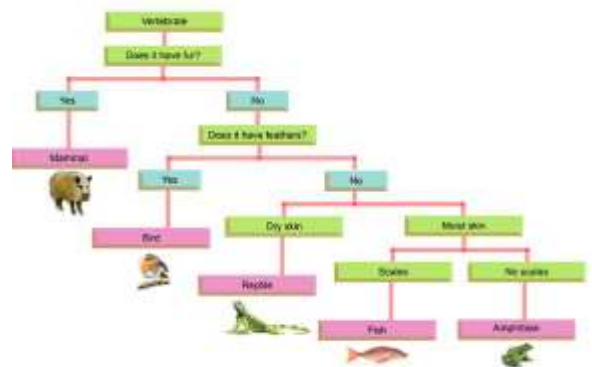 Vertebrate
Does it have fur?
Yes
No
Does it have feathers?
Mammal
Yes
No
Dry skin
Moist skin
Bird
Scales
No scales
Reptile
Fish
Amphibian